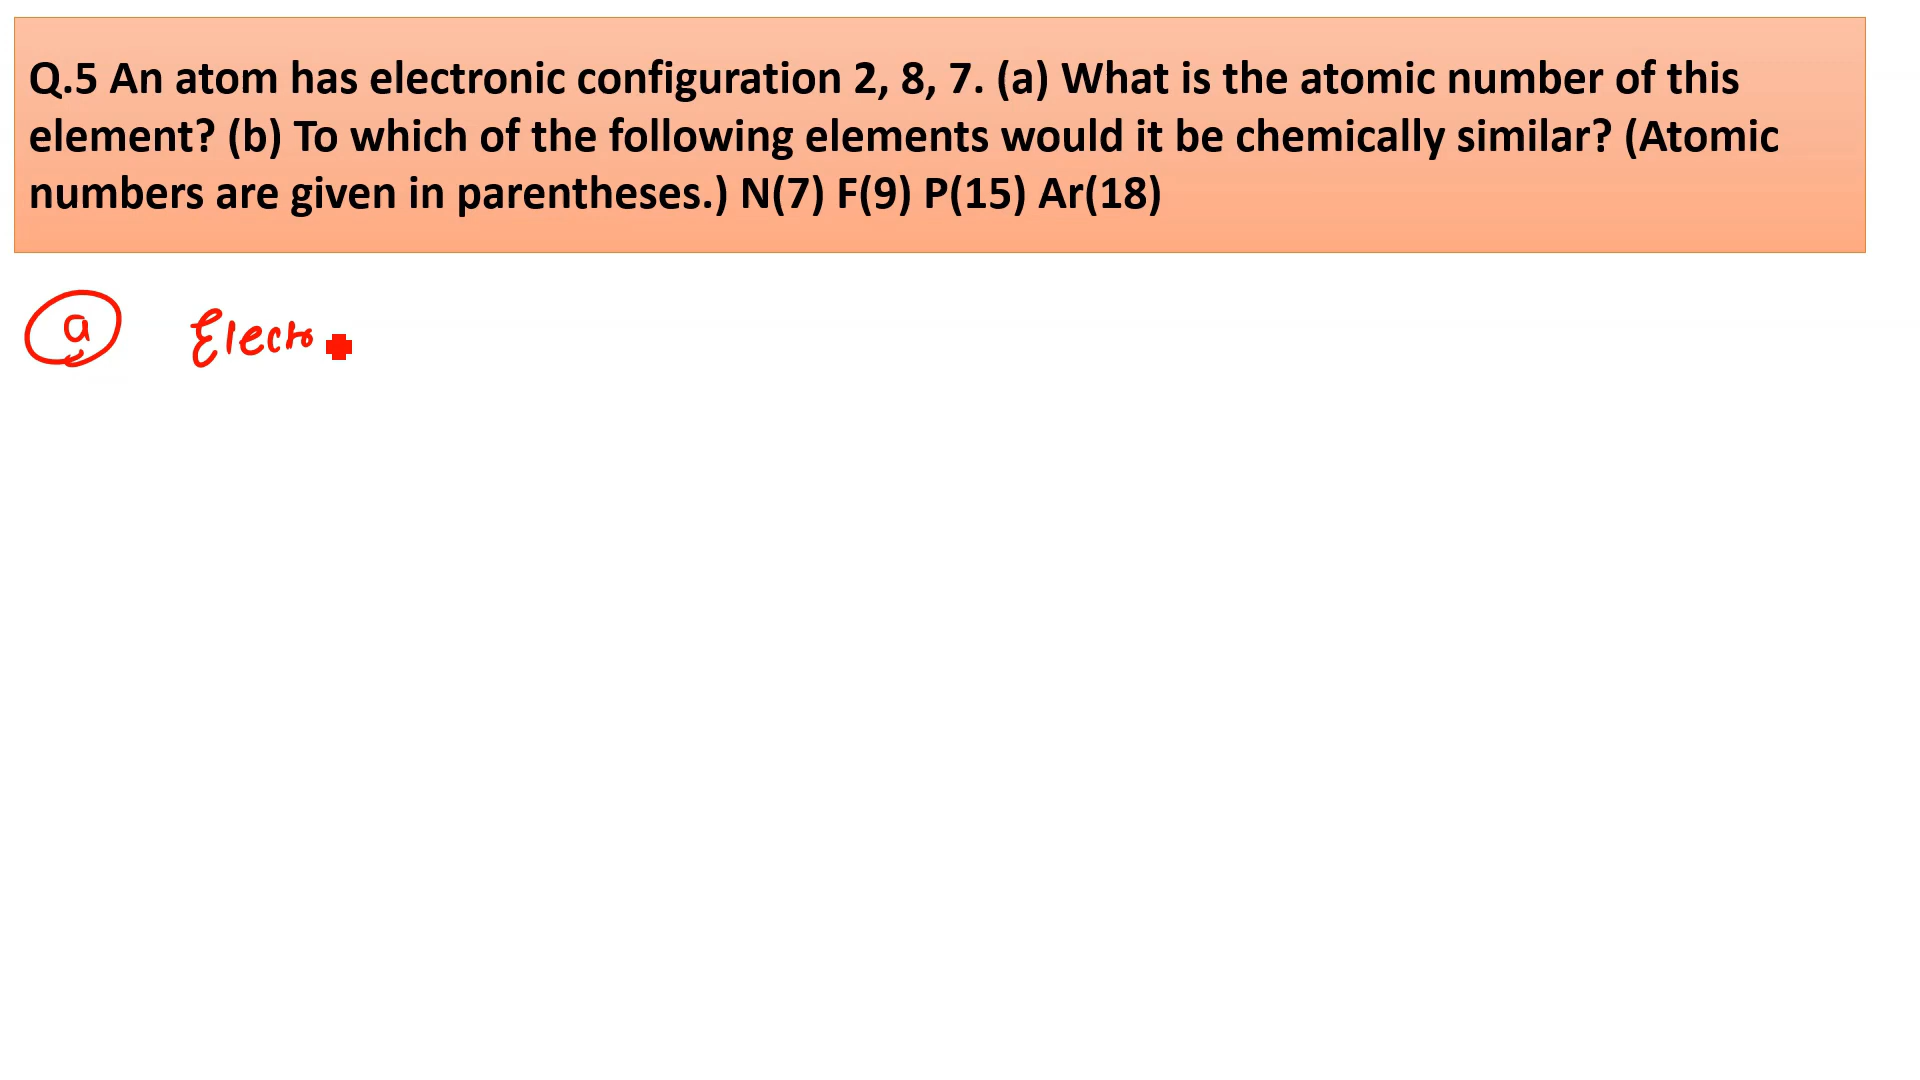 Q.5 An atom has electronic configuration 2, 8, 7. (a) What is the atomic number of this
element? (b) To which of the following elements would it be chemically similar? (Atomic
numbers are given in parentheses.) N(7) F(9) P(15) Ar(18)
a Electro